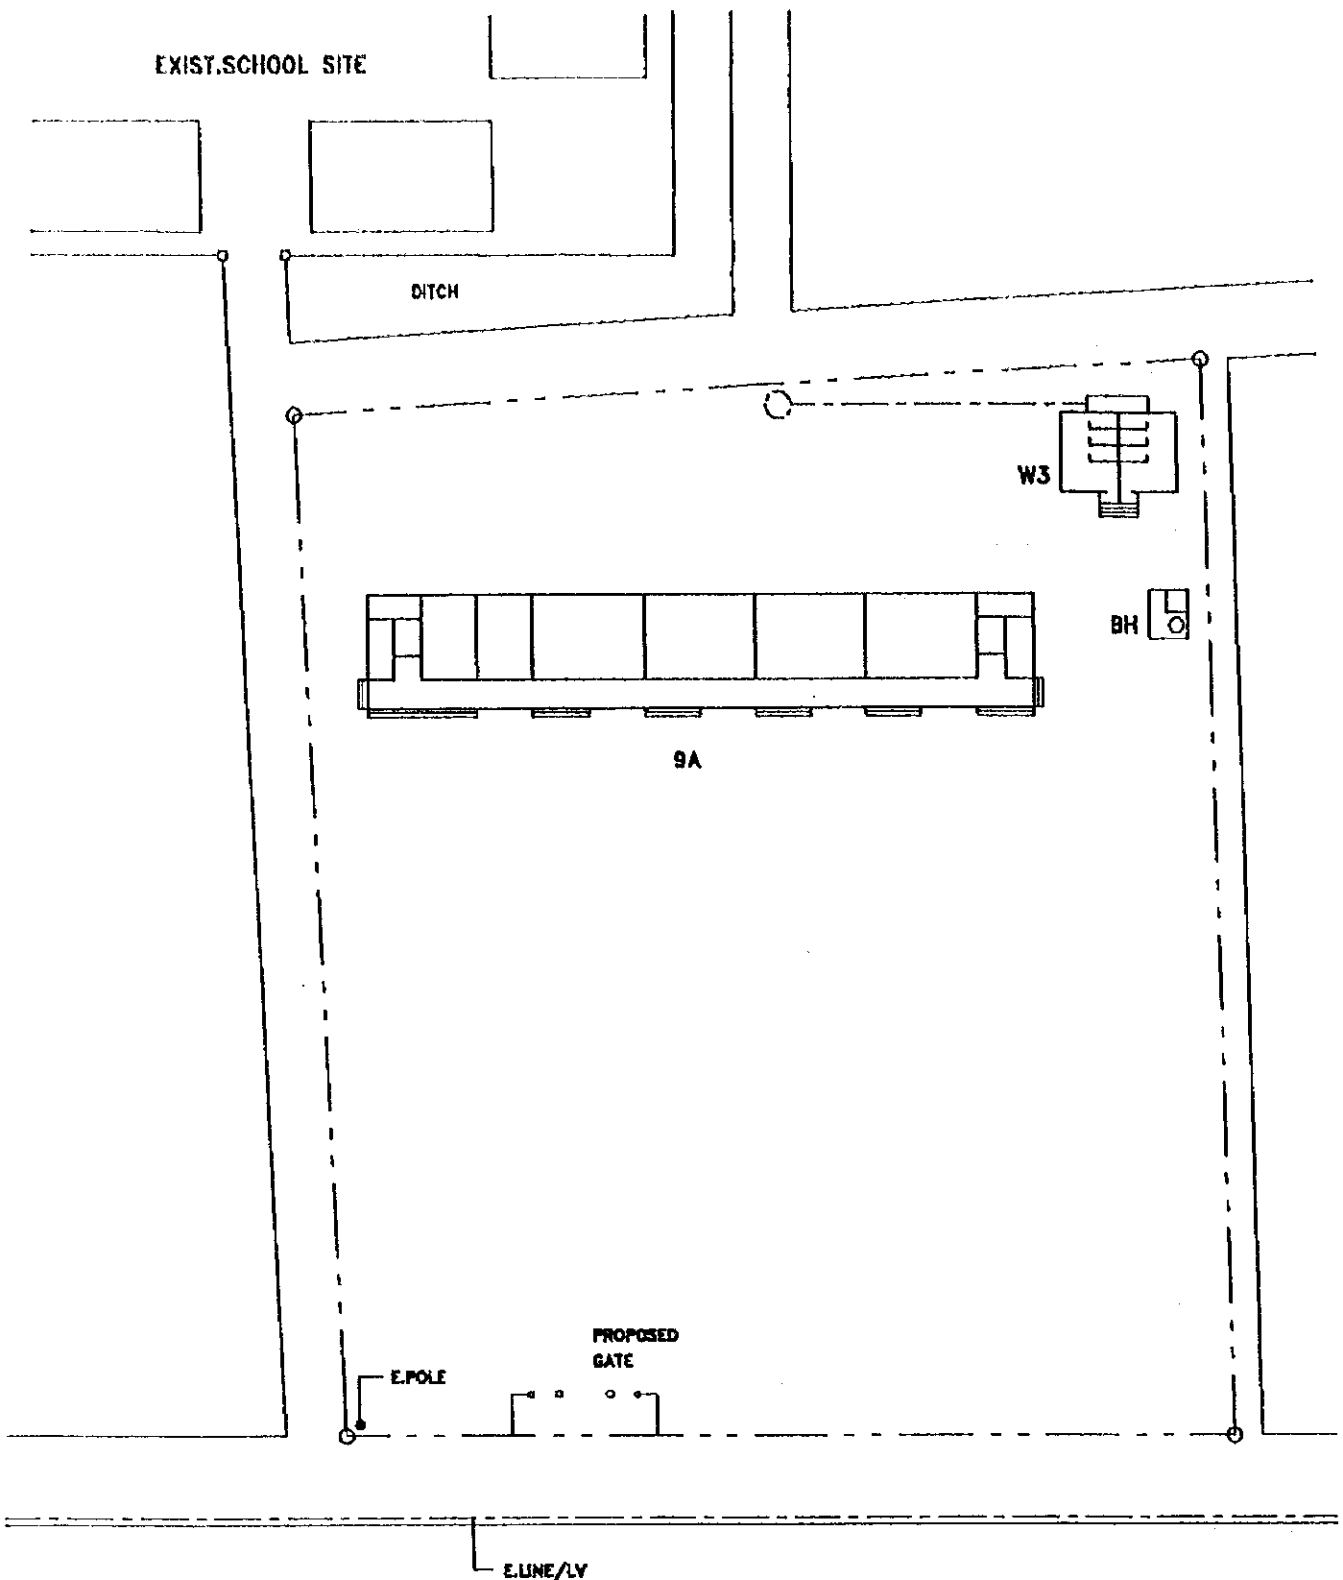 EXIST.SCHOOL SITE
DITCH
W3
BH
9A
PROPOSED
GATE
E.POLE
E.LINE/LV